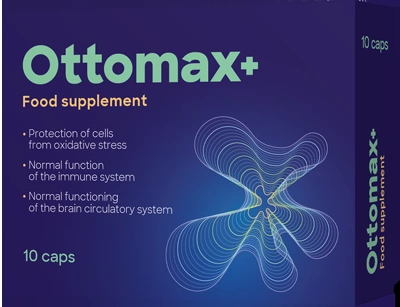 Ottomax+
Food supplement
• Protection of cells
from oxidative stress
• Normal function
of the immune system
• Normal functioning
of the brain circulatory system
10 caps
10 caps
Ottomax+
Food supplement